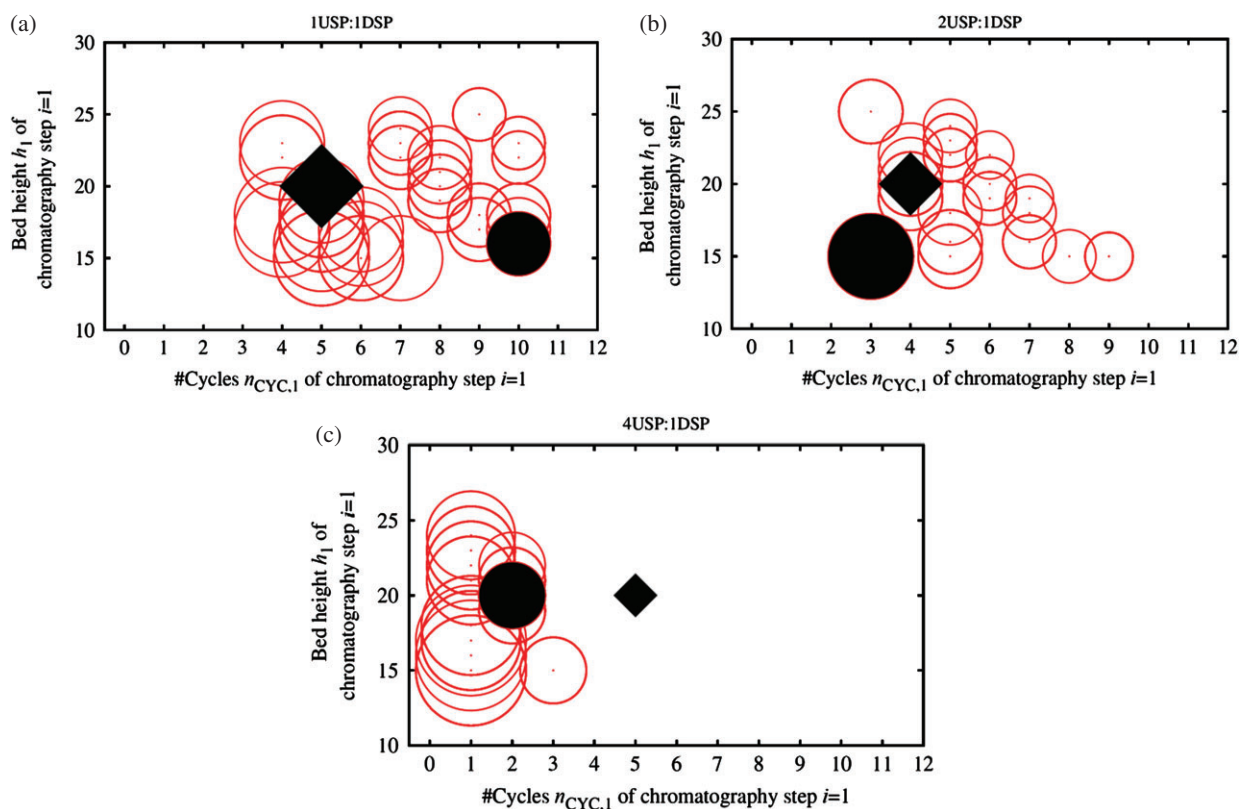 (a)
1USP:1DSP
Bed height h1 of
chromatography step i=1
30
25
20
15
10
0 1 2 3 4 5 6 7 8 9 10 11 12
#Cycles nCYC,1 of chromatography step i=1
(b)
2USP:1DSP
Bed height h1 of
chromatography step i=1
30
25
20
15
10
0 1 2 3 4 5 6 7 8 9 10 11 12
#Cycles nCYC,1 of chromatography step i=1
(c)
4USP:1DSP
Bed height h1 of
chromatography step i=1
30
25
20
15
10
0 1 2 3 4 5 6 7 8 9 10 11 12
#Cycles nCYC,1 of chromatography step i=1